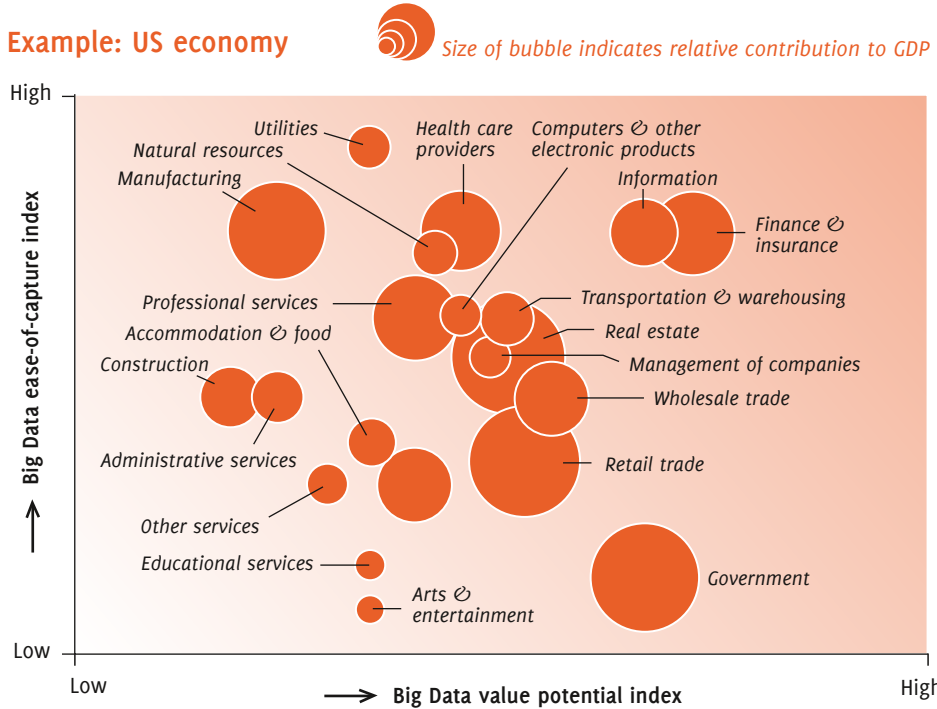 Example: US economy
Size of bubble indicates relative contribution to GDP
High
Utilities
Health care
providers
Computers & other
electronic products
Natural resources
Manufacturing
Information
Finance &
insurance
Professional services
Transportation & warehousing
Accommodation & food
Real estate
Construction
Management of companies
Wholesale trade
Administrative services
Retail trade
Other services
Educational services
Government
Arts &
entertainment
Big Data ease-of-capture index
Low
Low
High
Big Data value potential index